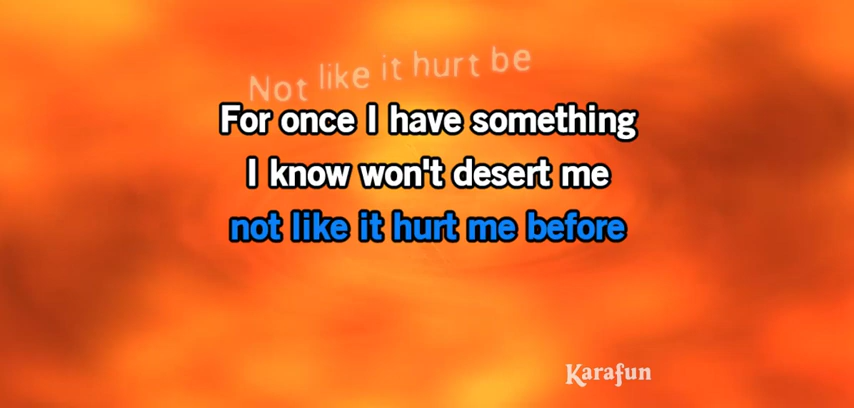 Not like it hurt be
For once I have something
I know won't desert me
not like it hurt me before
Karafun